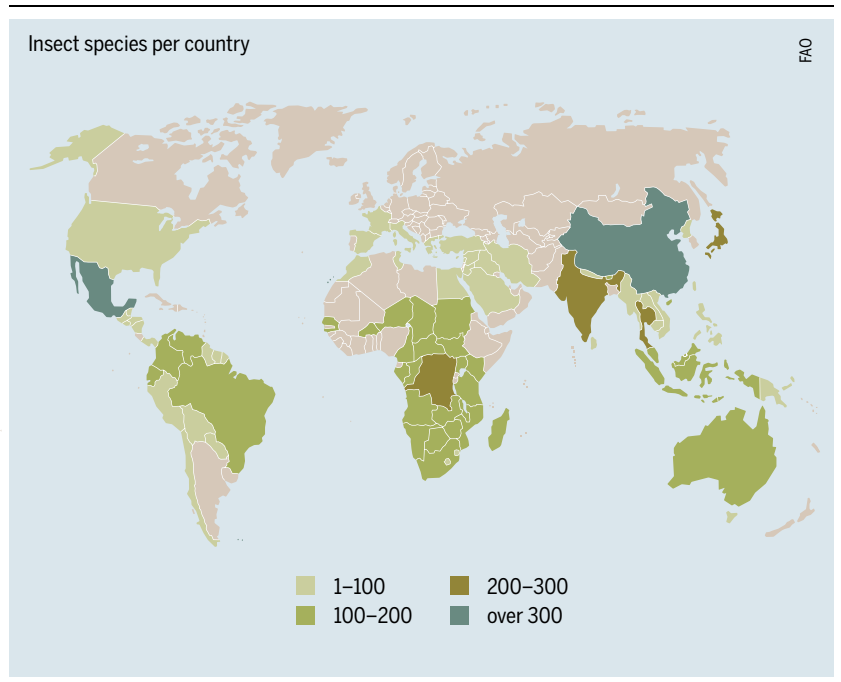 Insect species per country
FAO
1–100
100–200
200–300
over 300